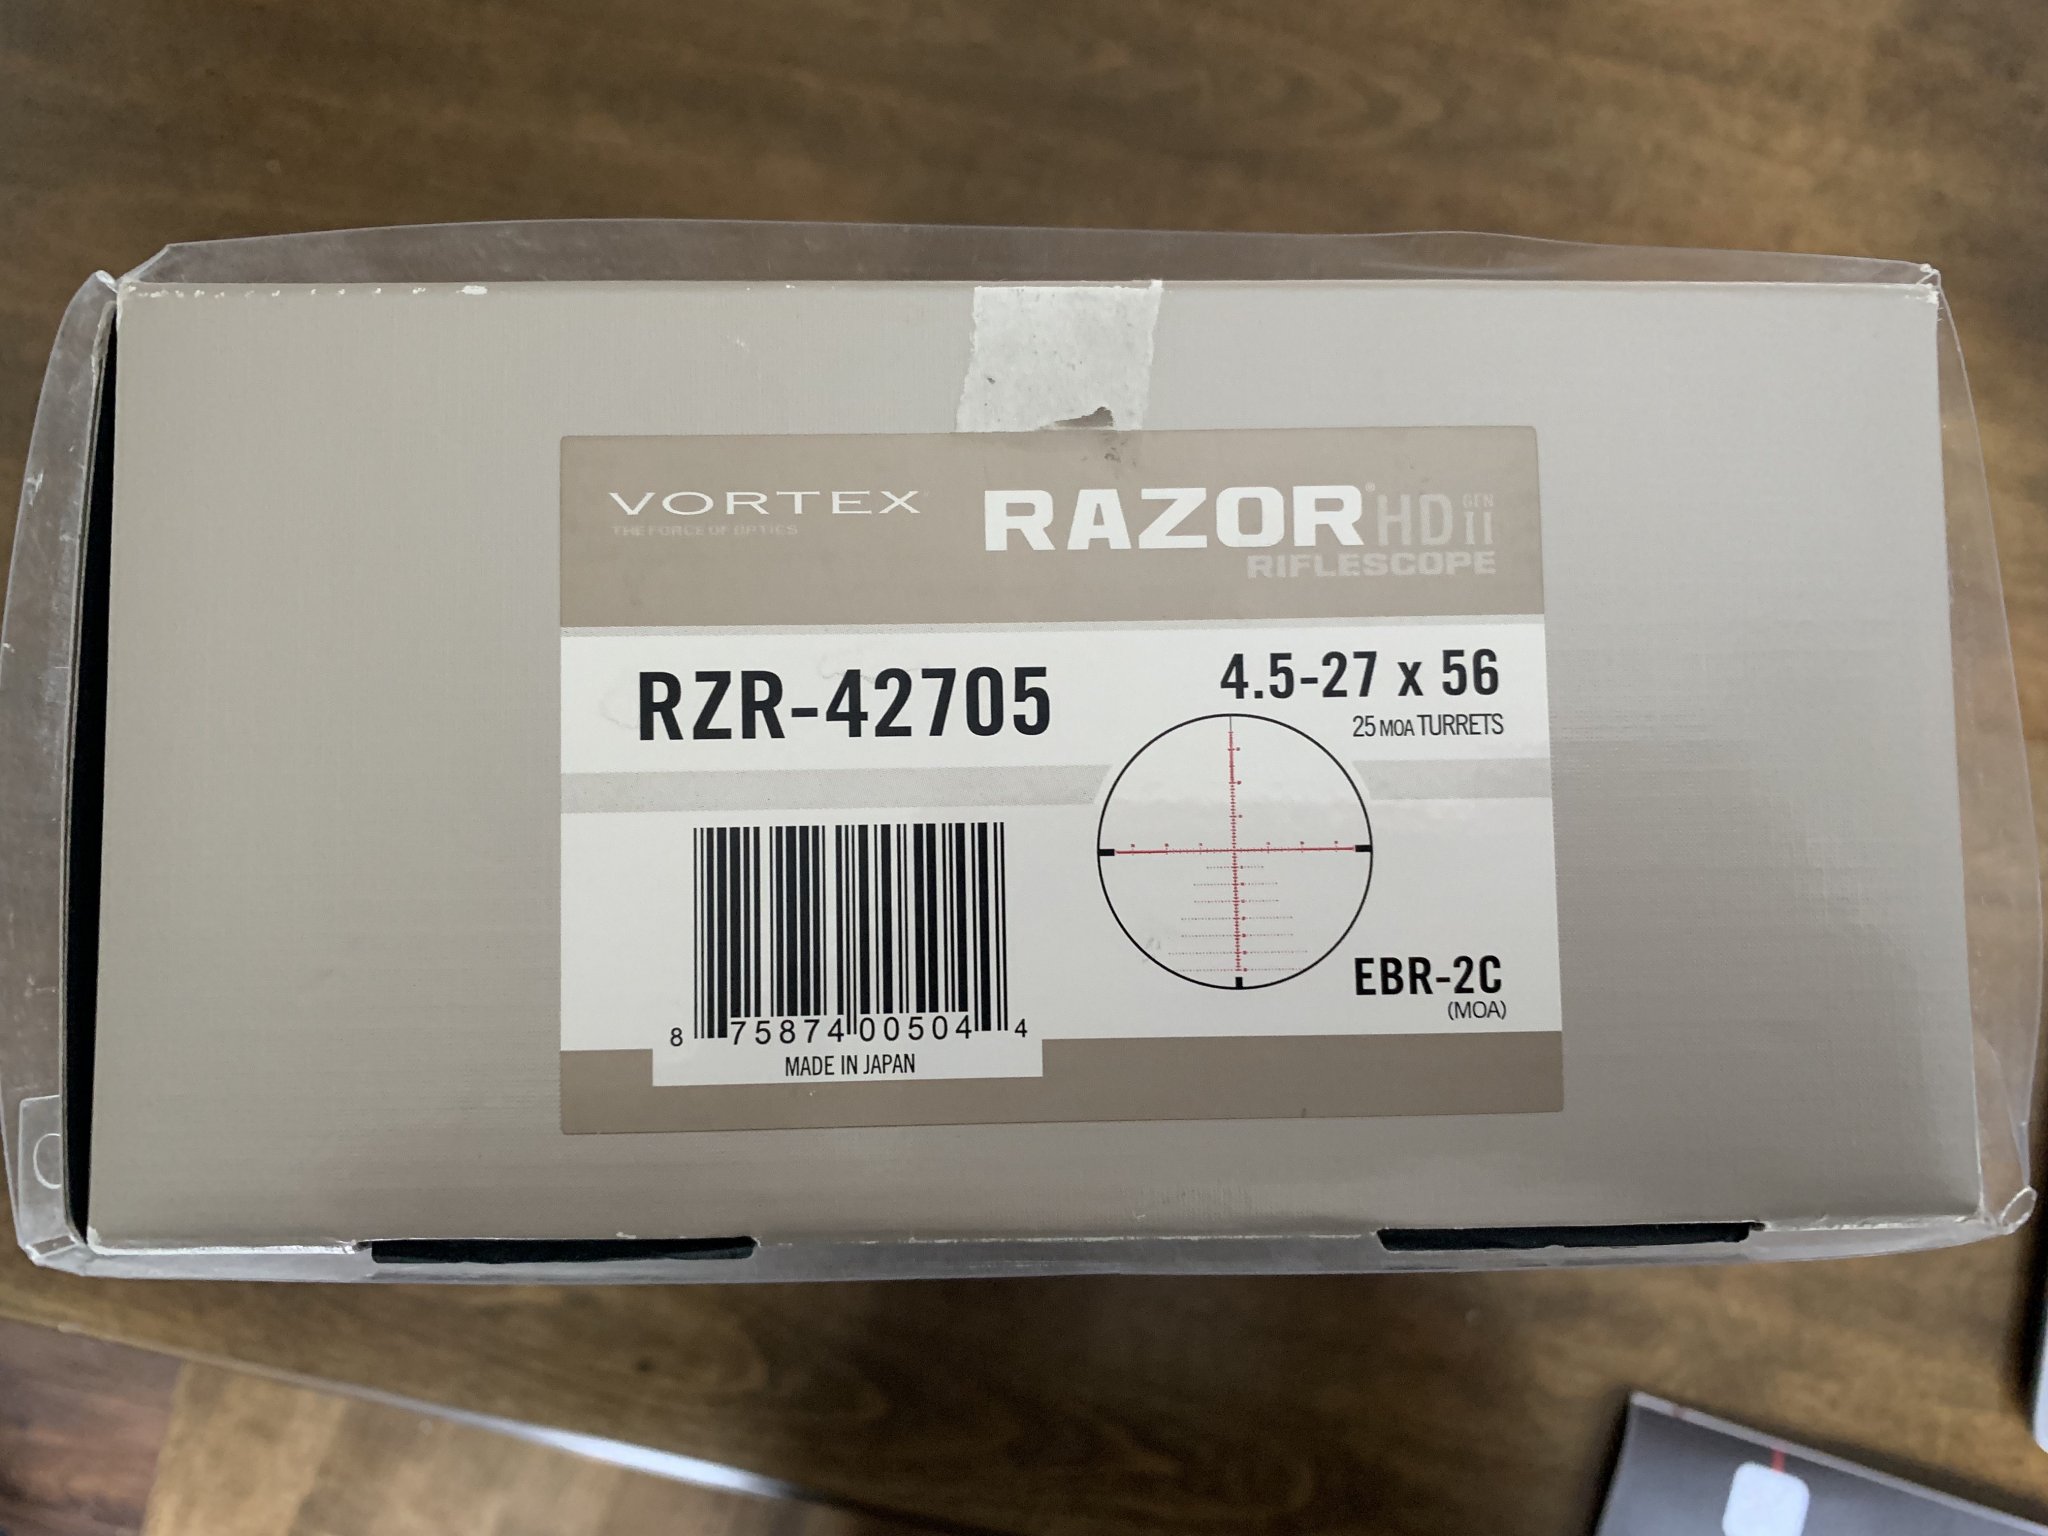 VORTEX®
THE FORCE OF OPTICS
RAZOR® HD GEN II
RIFLESCOPE
RZR-42705
4.5-27 x 56
25 MOA TURRETS
EBR-2C
(MOA)
8 75874 00504 4
MADE IN JAPAN